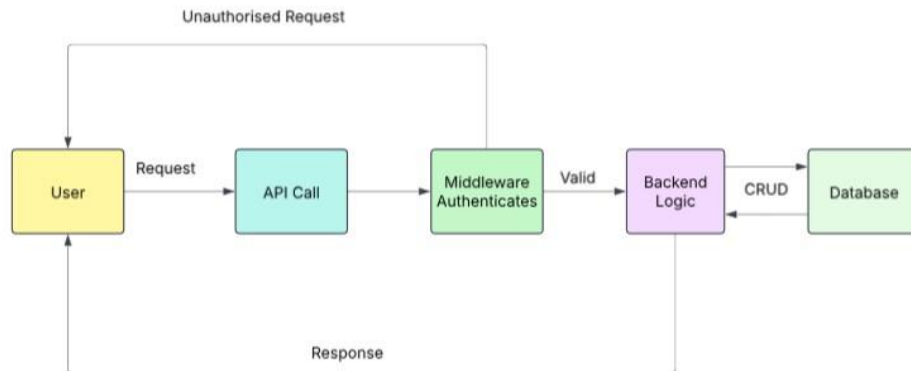 Unauthorised Request
User
Request
API Call
Middleware
Authenticates
Valid
Backend
Logic
CRUD
Database
Response